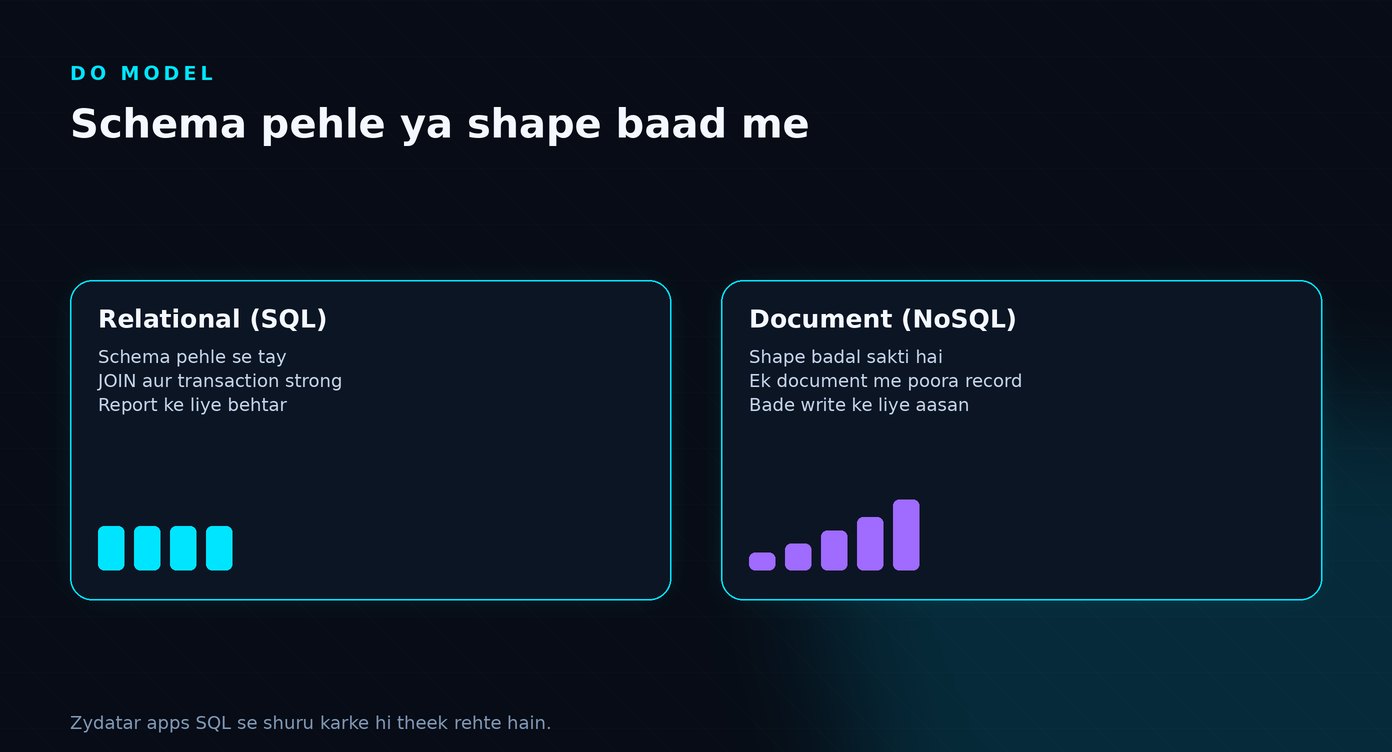 DO MODEL
Schema pehle ya shape baad me
Relational (SQL)
Schema pehle se tay
JOIN aur transaction strong
Report ke liye behtar
Document (NoSQL)
Shape badal sakti hai
Ek document me poora record
Bade write ke liye aasan
Zydatar apps SQL se shuru karke hi theek rehte hain.